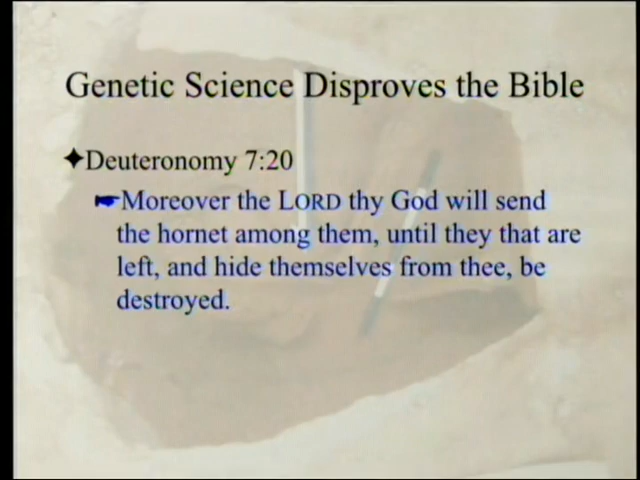 Genetic Science Disproves the Bible
Deuteronomy 7:20
Moreover the LORD thy God will send
the hornet among them, until they that are
left, and hide themselves from thee, be
destroyed.